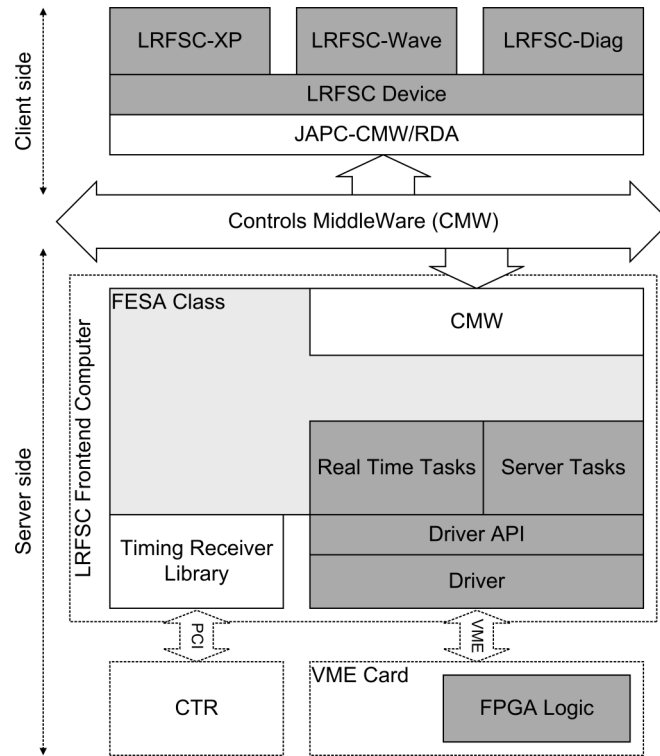 Client side
LRFSC-XP
LRFSC-Wave
LRFSC-Diag
LRFSC Device
JAPC-CMW/RDA
Controls MiddleWare (CMW)
Server side
LRFSC Frontend Computer
FESA Class
CMW
Real Time Tasks
Server Tasks
Timing Receiver
Library
Driver API
Driver
PCI
VME
CTR
VME Card
FPGA Logic